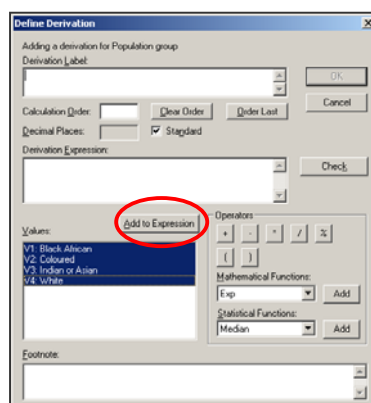 Define Derivation
Adding a derivation for Population group
Derivation Label:
OK
Cancel
Calculation Order:
Clear Order
Order Last
Decimal Places:
Standard
Derivation Expression:
Check
Values:
Add to Expression
Operators
V1: Black African
V2: Coloured
V3: Indian or Asian
V4: White
+ - * / %
( )
Mathematical Functions:
Exp
Add
Statistical Functions:
Median
Add
Footnote: